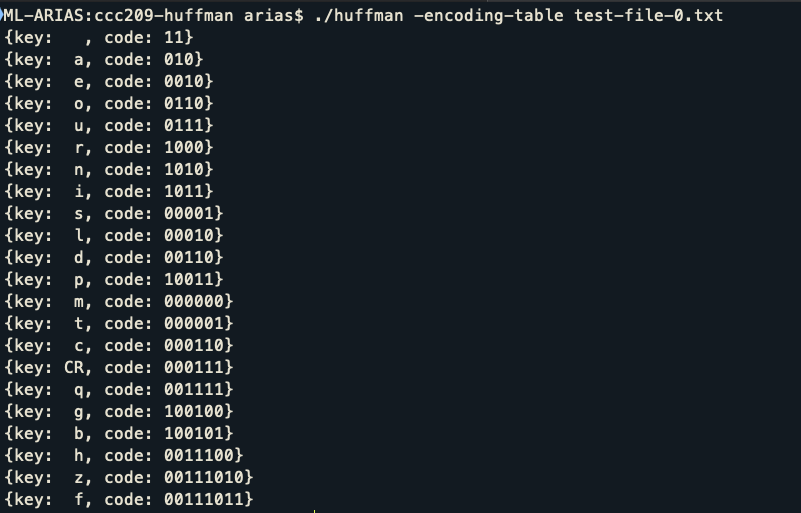 ML-ARIAS:ccc209-huffman arias$ ./huffman -encoding-table test-file-0.txt
{key:   , code: 11}
{key:  a, code: 010}
{key:  e, code: 0010}
{key:  o, code: 0110}
{key:  u, code: 0111}
{key:  r, code: 1000}
{key:  n, code: 1010}
{key:  i, code: 1011}
{key:  s, code: 00001}
{key:  l, code: 00010}
{key:  d, code: 00110}
{key:  p, code: 10011}
{key:  m, code: 000000}
{key:  t, code: 000001}
{key:  c, code: 000110}
{key: CR, code: 000111}
{key:  q, code: 001111}
{key:  g, code: 100100}
{key:  b, code: 100101}
{key:  h, code: 0011100}
{key:  z, code: 00111010}
{key:  f, code: 00111011}